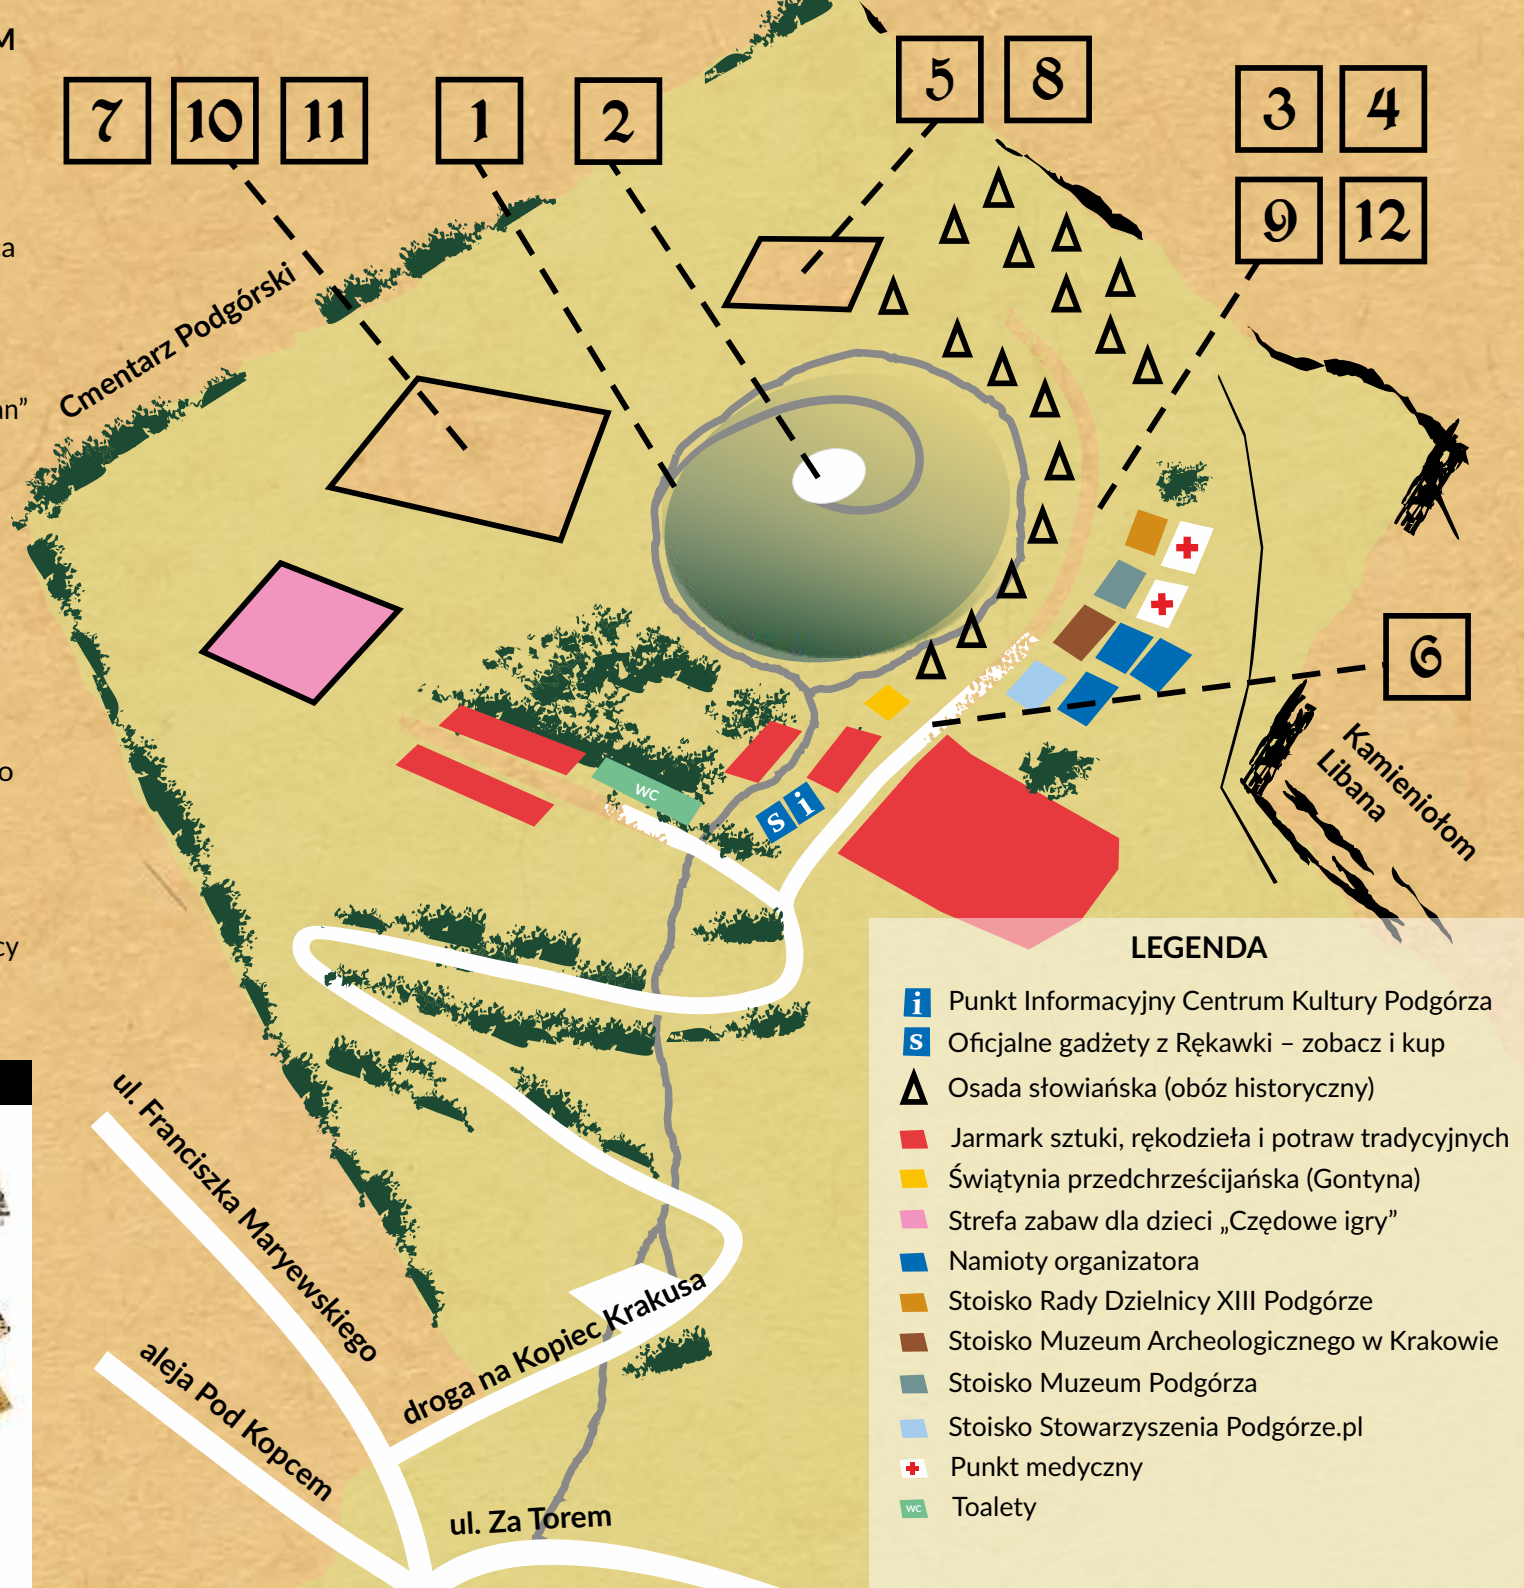 M
7 10 11 1 2 5 8 3 4
9 12
a
Cmentarz Podgórski
n”
6
Kamieniołom
Libana
o
WC
s i
cy
LEGENDA
i Punkt Informacyjny Centrum Kultury Podgórza
s Oficjalne gadżety z Rękawki – zobacz i kup
Osada słowiańska (obóz historyczny)
Jarmark sztuki, rękodzieła i potraw tradycyjnych
Świątynia przedchrześcijańska (Gontyna)
Strefa zabaw dla dzieci „Czędowe igry”
Namioty organizatora
Stoisko Rady Dzielnicy XIII Podgórze
Stoisko Muzeum Archeologicznego w Krakowie
Stoisko Muzeum Podgórza
Stoisko Stowarzyszenia Podgórze.pl
Punkt medyczny
WC Toalety
ul. Franciszka Maryewskiego
droga na Kopiec Krakusa
aleja Pod Kopcem
ul. Za Torem